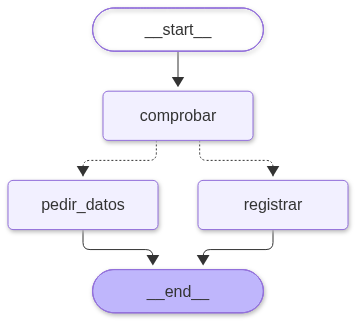 __start__
comprobar
pedir_datos
registrar
__end__